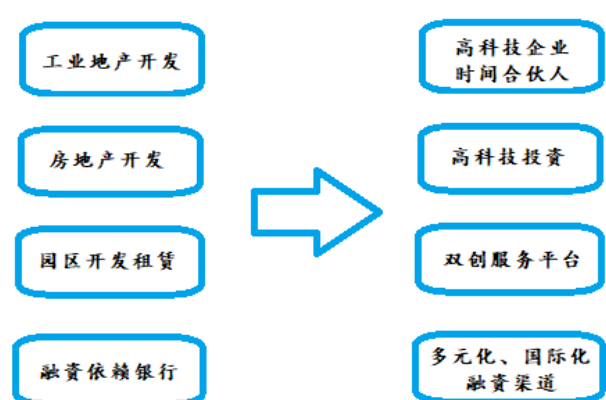 工业地产开发
高科技企业
时间合伙人
房地产开发
高科技投资
园区开发租赁
双创服务平台
融资依赖银行
多元化、国际化
融资渠道